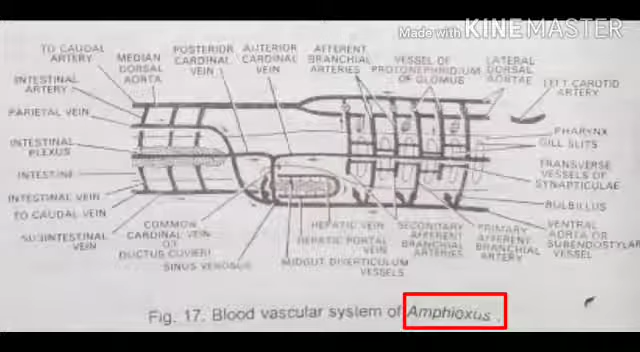 Made with KINEMASTER
TO CAUDAL
ARTERY
MEDIAN
DORSAL
AORTA
POSTERIOR
CARDINAL
VEIN
ANTERIOR
CARDINAL
VEIN
AFFERENT
BRANCHIAL
ARTERIES
VESSEL OF
PROTONEPHRIDIUM
OF GLOMUS
LATERAL
DORSAL
AORTAE
LEFT CAROTID
ARTERY
INTESTINAL
ARTERY
PARIETAL VEIN
INTESTINAL
PLEXUS
INTESTINE
INTESTINAL VEIN
TO CAUDAL VEIN
SUBINTESTINAL
VEIN
PHARYNX
GILL SLITS
TRANSVERSE
VESSELS OF
SYNAPTICULAE
BULBILLUS
VENTRAL
AORTA OR
SUBENDOSTYLAR
VESSEL
COMMON
CARDINAL VEIN
OR
DUCTUS CUVIERI
SINUS VENOSUS
HEPATIC VEIN
HEPATIC PORTAL
VEIN
MIDGUT DIVERTICULUM
VESSELS
SECONDARY
AFFERENT
BRANCHIAL
ARTERIES
PRIMARY
AFFERENT
BRANCHIAL
ARTERY
Fig. 17. Blood vascular system of Amphioxus.